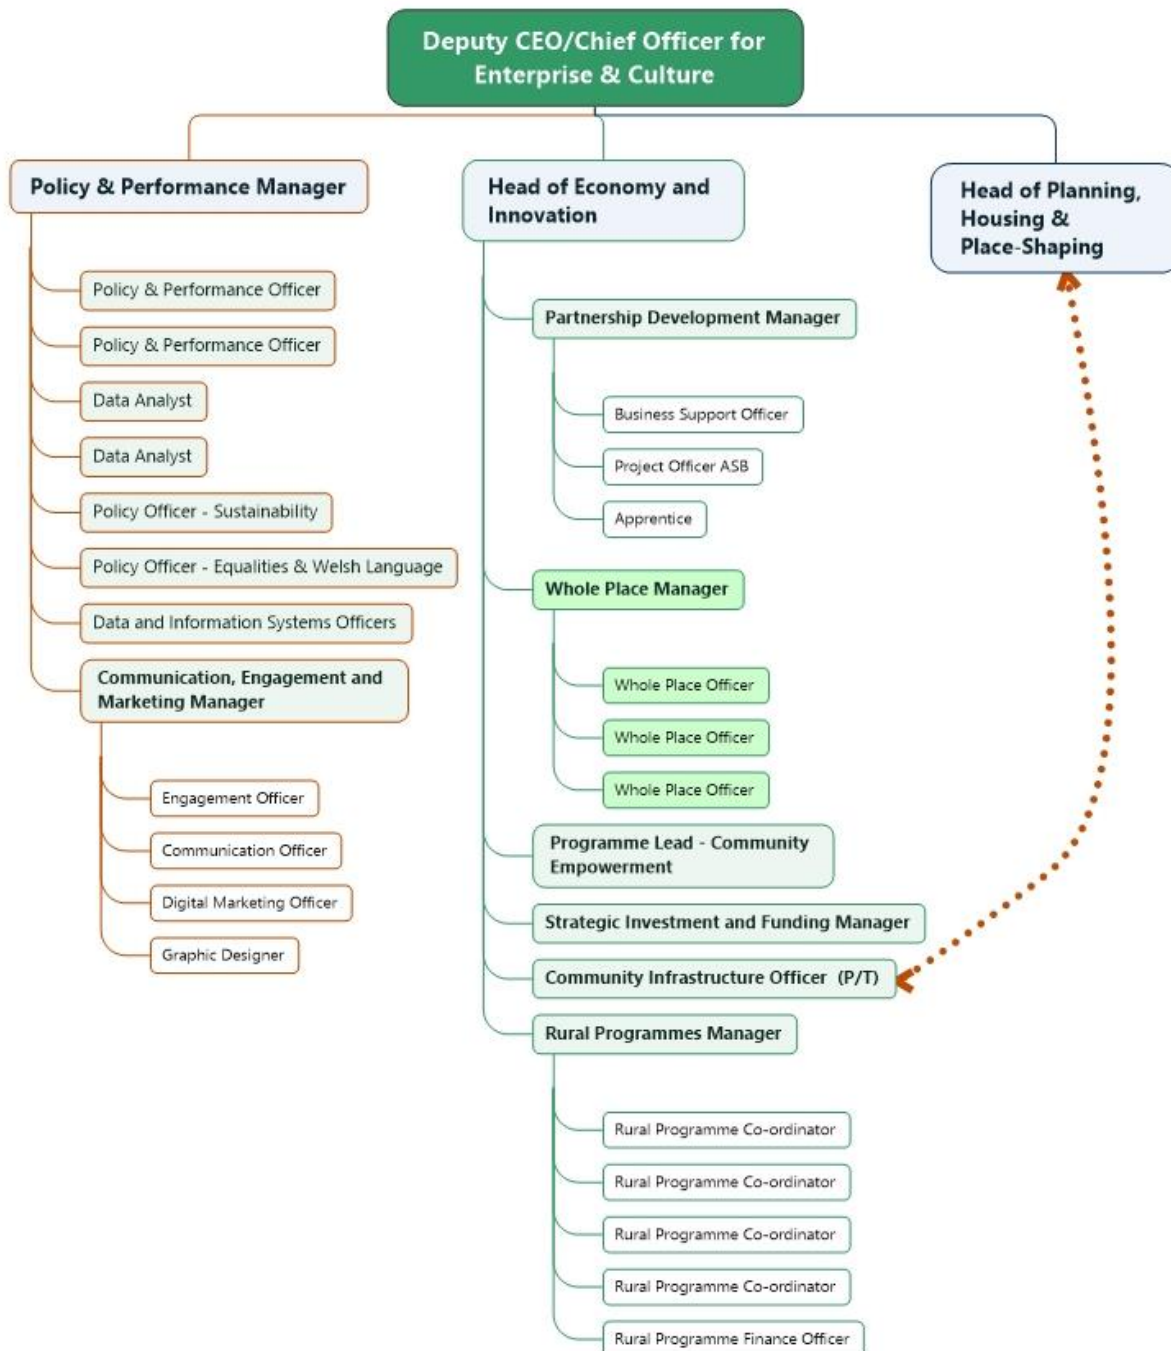 Deputy CEO/Chief Officer for
Enterprise & Culture
Policy & Performance Manager
Policy & Performance Officer
Policy & Performance Officer
Data Analyst
Data Analyst
Policy Officer - Sustainability
Policy Officer - Equalities & Welsh Language
Data and Information Systems Officers
Communication, Engagement and
Marketing Manager
Engagement Officer
Communication Officer
Digital Marketing Officer
Graphic Designer
Head of Economy and
Innovation
Partnership Development Manager
Business Support Officer
Project Officer ASB
Apprentice
Whole Place Manager
Whole Place Officer
Whole Place Officer
Whole Place Officer
Programme Lead - Community
Empowerment
Strategic Investment and Funding Manager
Community Infrastructure Officer (P/T)
Rural Programmes Manager
Rural Programme Co-ordinator
Rural Programme Co-ordinator
Rural Programme Co-ordinator
Rural Programme Co-ordinator
Rural Programme Finance Officer
Head of Planning,
Housing &
Place-Shaping